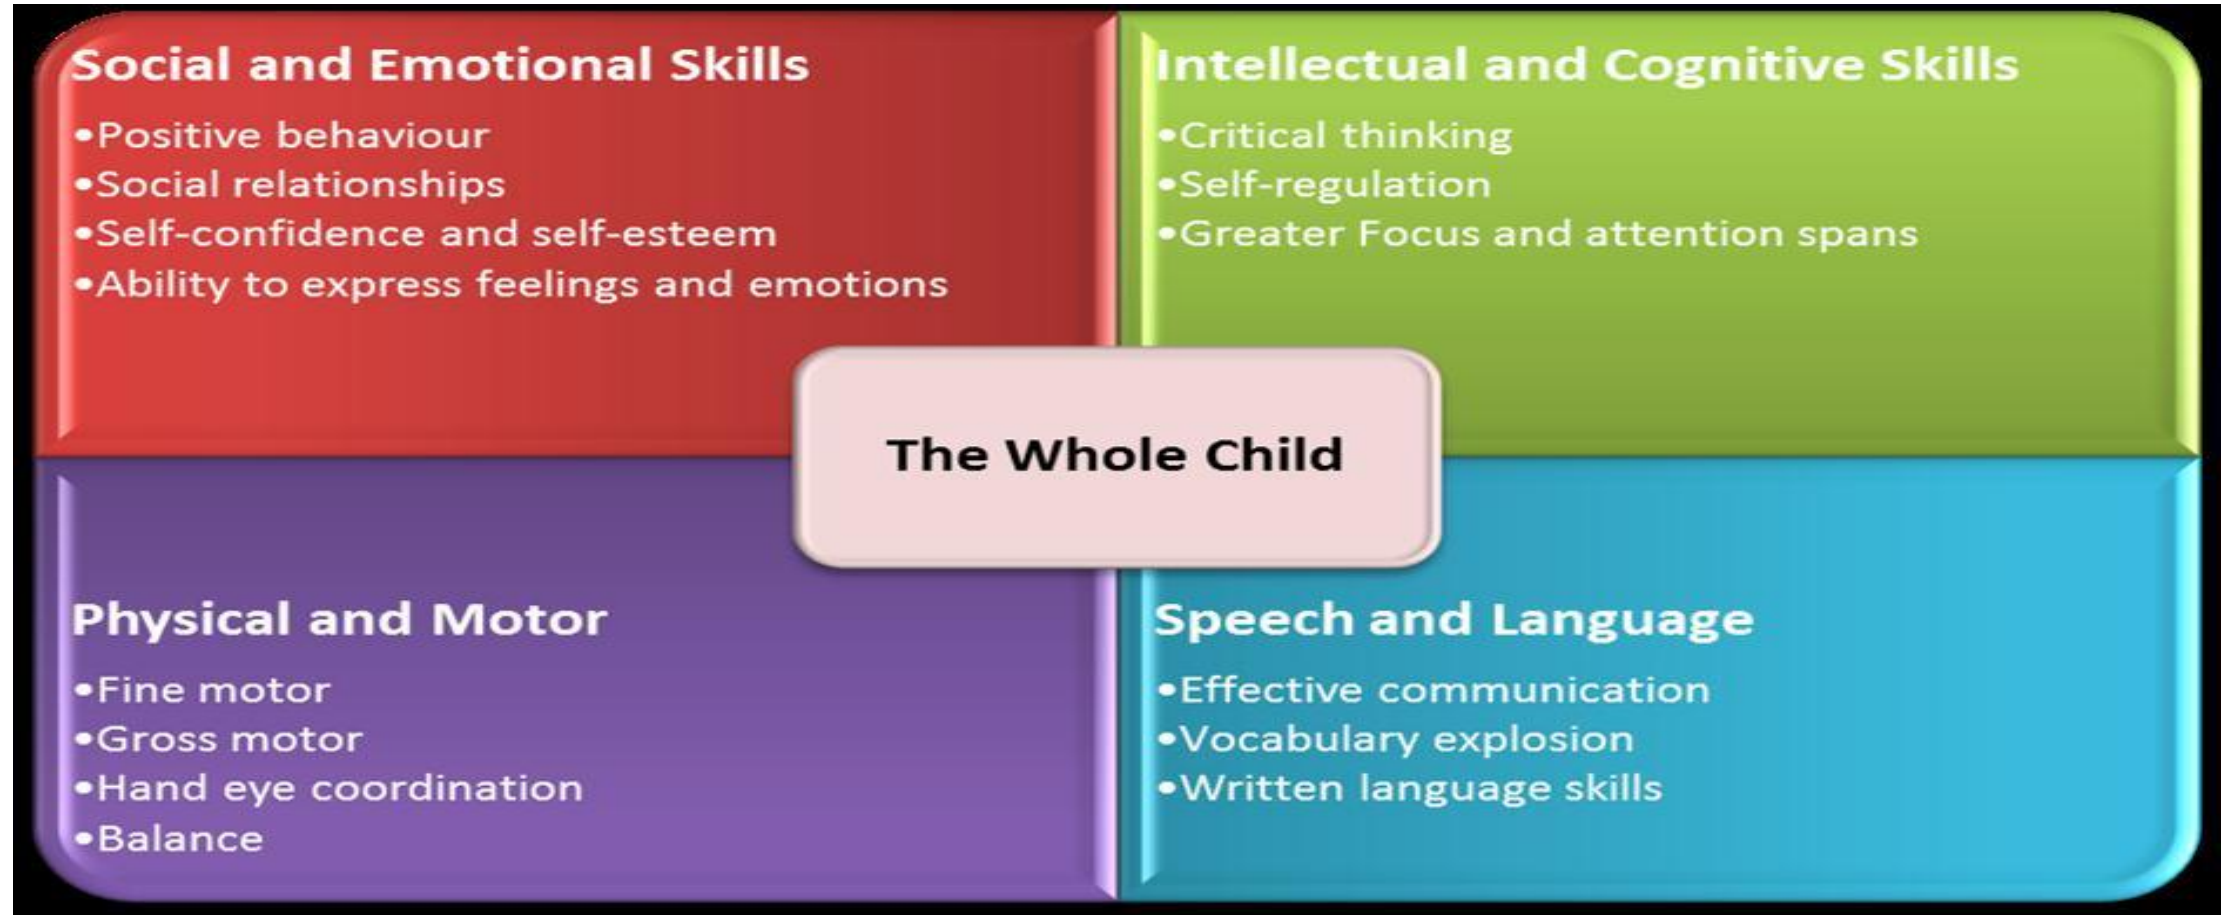 Social and Emotional Skills
•Positive behaviour
•Social relationships
•Self-confidence and self-esteem
•Ability to express feelings and emotions
Intellectual and Cognitive Skills
•Critical thinking
•Self-regulation
•Greater Focus and attention spans
The Whole Child
Physical and Motor
•Fine motor
•Gross motor
•Hand eye coordination
•Balance
Speech and Language
•Effective communication
•Vocabulary explosion
•Written language skills